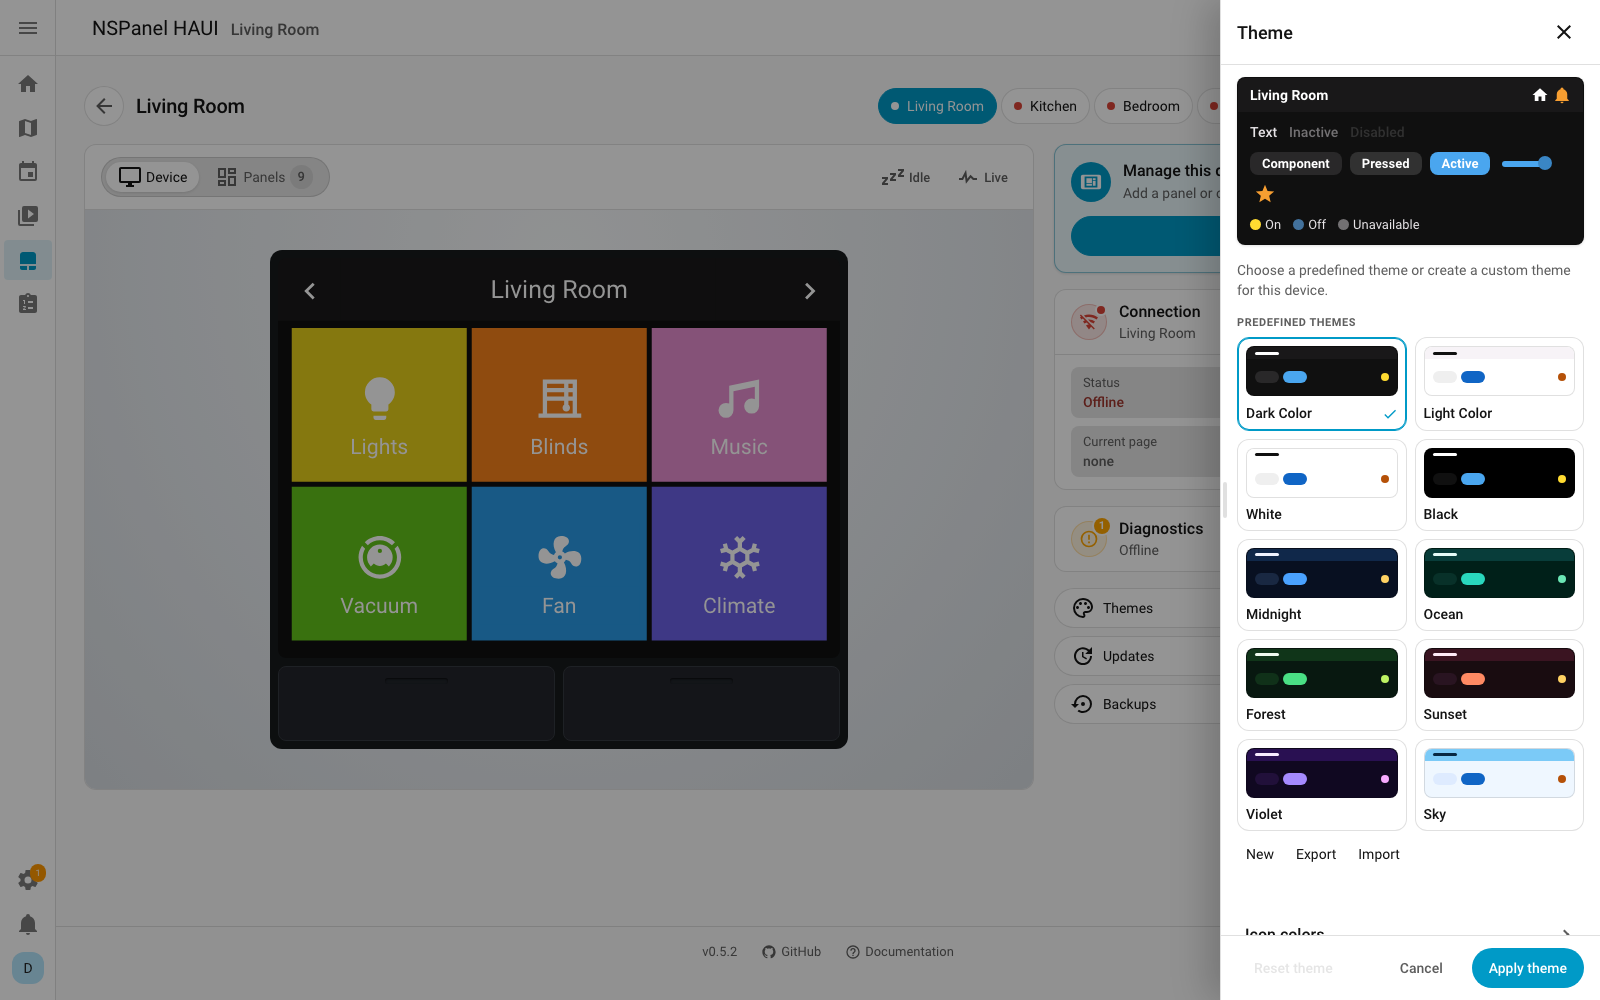 NSPanel HAUI Living Room
Theme
Living Room
Living Room Kitchen Bedroom
Device Panels 9
Idle Live
Living Room
Lights Blinds Music
Vacuum Fan Climate
Manage this
Add a panel or
Connection
Living Room
Status
Offline
Current page
none
1
Diagnostics
Offline
Themes
Updates
Backups
1
D
v0.5.2 GitHub Documentation
Living Room
Text Inactive Disabled
Component Pressed Active
On Off Unavailable
Choose a predefined theme or create a custom theme
for this device.
PREDEFINED THEMES
Dark Color Light Color
White Black
Midnight Ocean
Forest Sunset
Violet Sky
New Export Import
Icon colors
Reset theme Cancel Apply theme